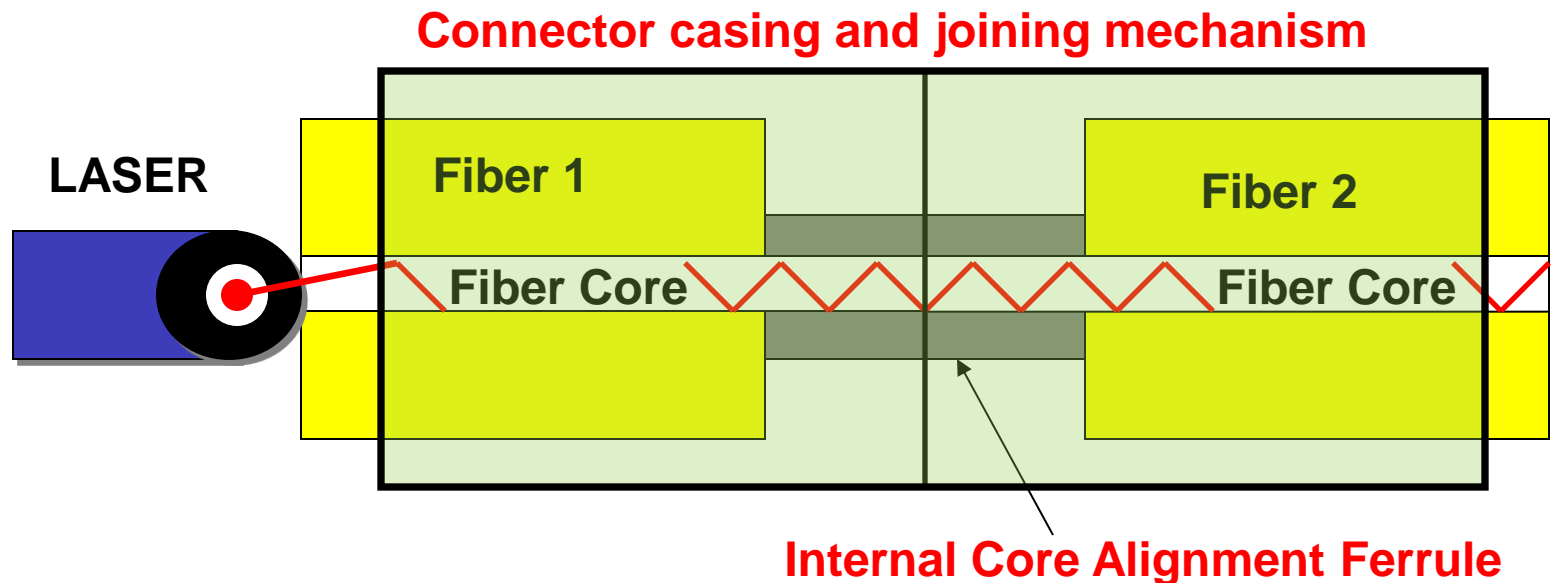 Connector casing and joining mechanism
LASER
Fiber 1
Fiber 2
Fiber Core
Fiber Core
Internal Core Alignment Ferrule